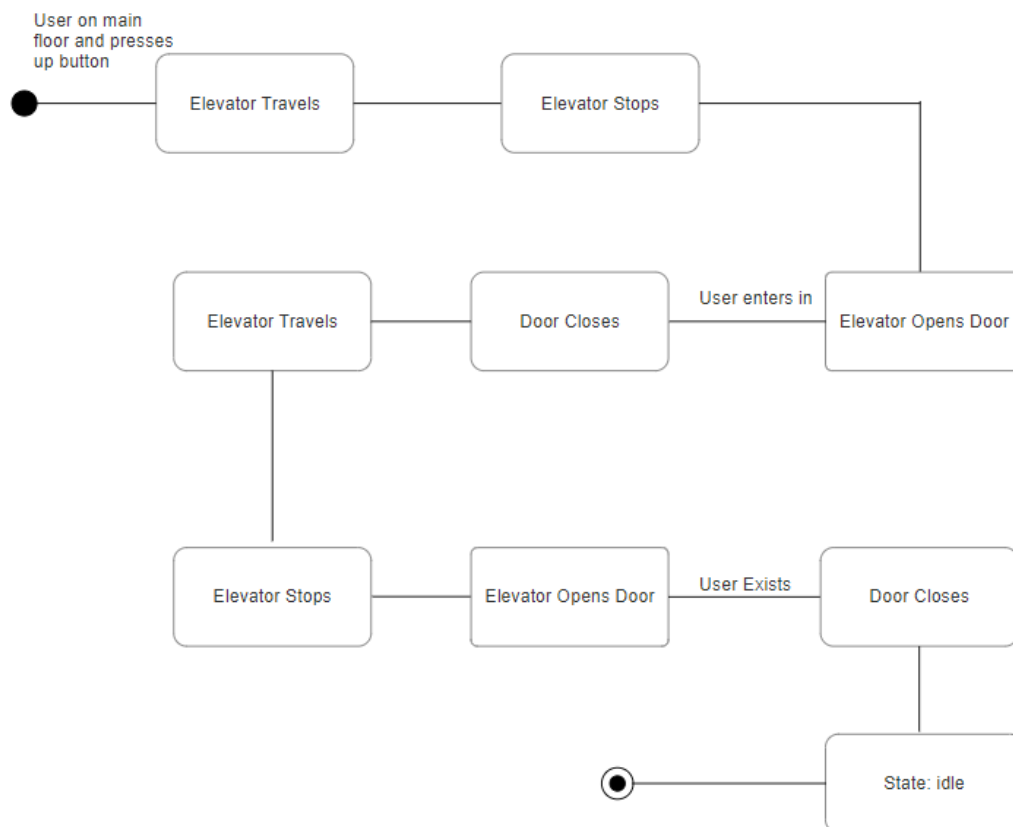 User on main
floor and presses
up button
Elevator Travels
Elevator Stops
Elevator Travels
Door Closes
User enters in
Elevator Opens Door
Elevator Stops
Elevator Opens Door
User Exists
Door Closes
State: idle